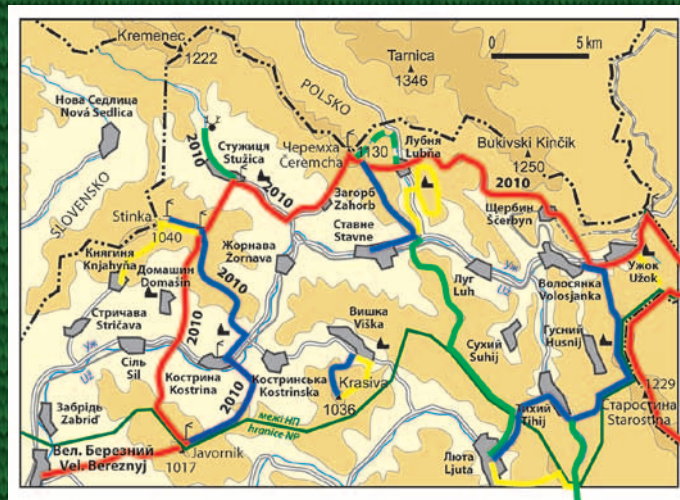 Kremenec
1222
Tarnica
1346
0 5 km
POLSKO
Нова Седлица
Nová Sedlica
2010
Стужиця
Stužica
Черемха
Čeremcha
1130
Лубня
Lubňa
Bukivski Kinčik
1250
2010
2010
SLOVENSKO
Загорб
Zahorb
Щербин
Ščerbyn
Stinka
1040
Ставне
Stavne
Княгиня
Knjahyňa
Жорнава
Žornava
Уж
Už
Ужок
Užok
Домашин
Domašin
2010
Волосянка
Volosjanka
Луг
Luh
Стричава
Stričava
2010
Вишка
Viška
Сухий
Suhij
Гусний
Husnij
Уж
Už
Сіль
Sil
Кострина
Kostrina
2010
Костринська
Kostrinska
Krasiva
1036
1229
Забрідь
Zabriď
межі НП
hranice NP
Тихий
Tihij
Старостина
Starostina
Вел. Березний
Vel. Bereznyj
Javornik
1017
Люта
Ljuta